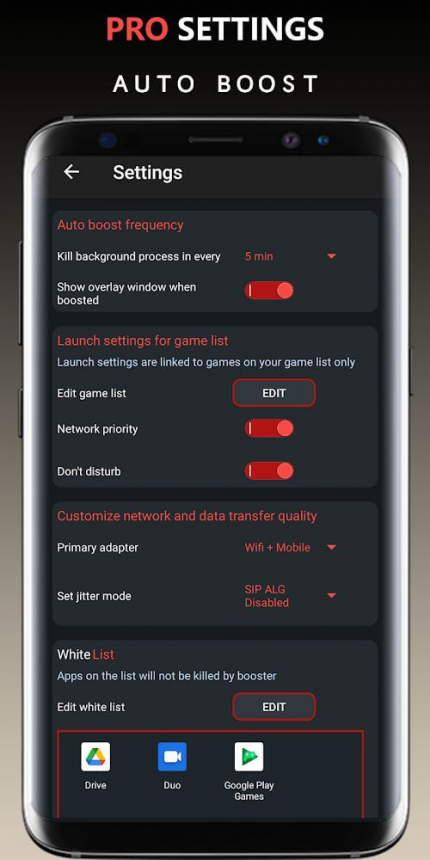 PRO SETTINGS
AUTO BOOST
Settings
Auto boost frequency
Kill background process in every
5 min
Show overlay window when
boosted
Launch settings for game list
Launch settings are linked to games on your game list only
Edit game list
EDIT
Network priority
Don't disturb
Customize network and data transfer quality
Primary adapter
Wifi + Mobile
Set jitter mode
SIP ALG
Disabled
White List
Apps on the list will not be killed by booster
Edit white list
EDIT
Drive
Duo
Google Play
Games